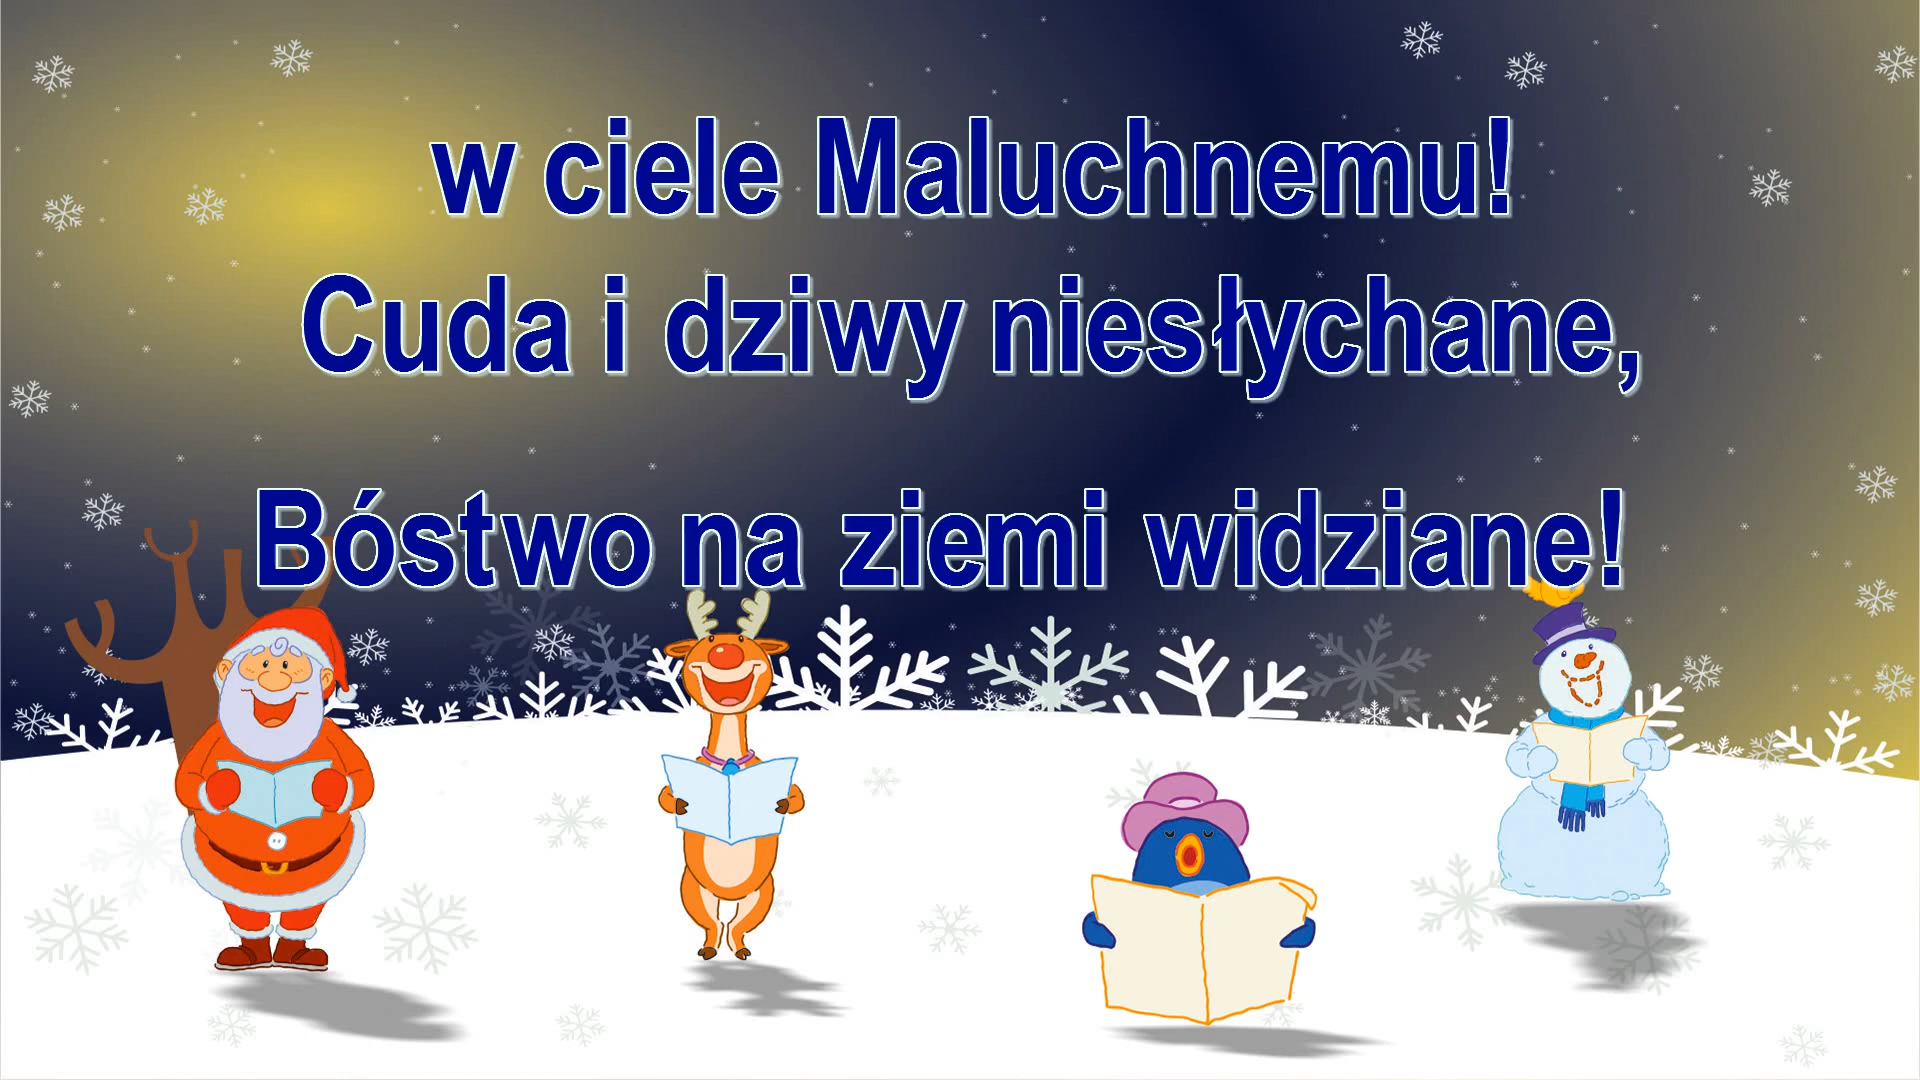 w ciele Maluchnemu!
Cuda i dziwy niesłychane,
Bóstwo na ziemi widziane!